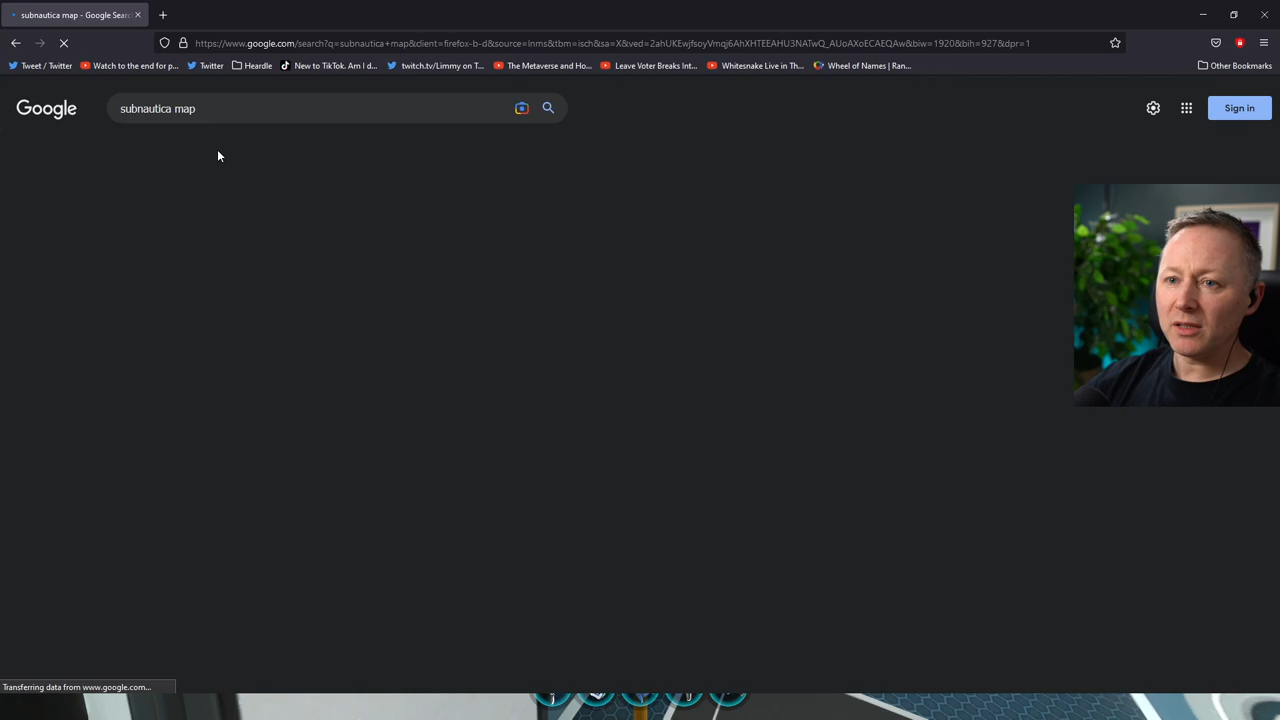 subnautica map - Google Sear
https://www.google.com/search?q=subnautica+map&client=firefox-b-d&source=lnms&tbm=isch&sa=X&ved=2ahUKEwjfsoyVmqj6AhXHTEEAHU3NATwQ_AUoAXoECAEQAw&biw=1920&bih=927&dpr=1
Tweet / Twitter Watch to the end for p... Twitter Heardle New to TikTok. Am I d... twitch.tv/Limmy on T... The Metaverse and Ho... Leave Voter Breaks Int... Whitesnake Live in Th... Wheel of Names | Ran... Other Bookmarks
Google subnautica map Sign in
Transferring data from www.google.com...